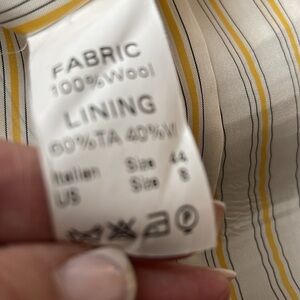 FABRIC
100%Wool
LINING
60%TA 40%V
Italian Size 44
US Size 8
P